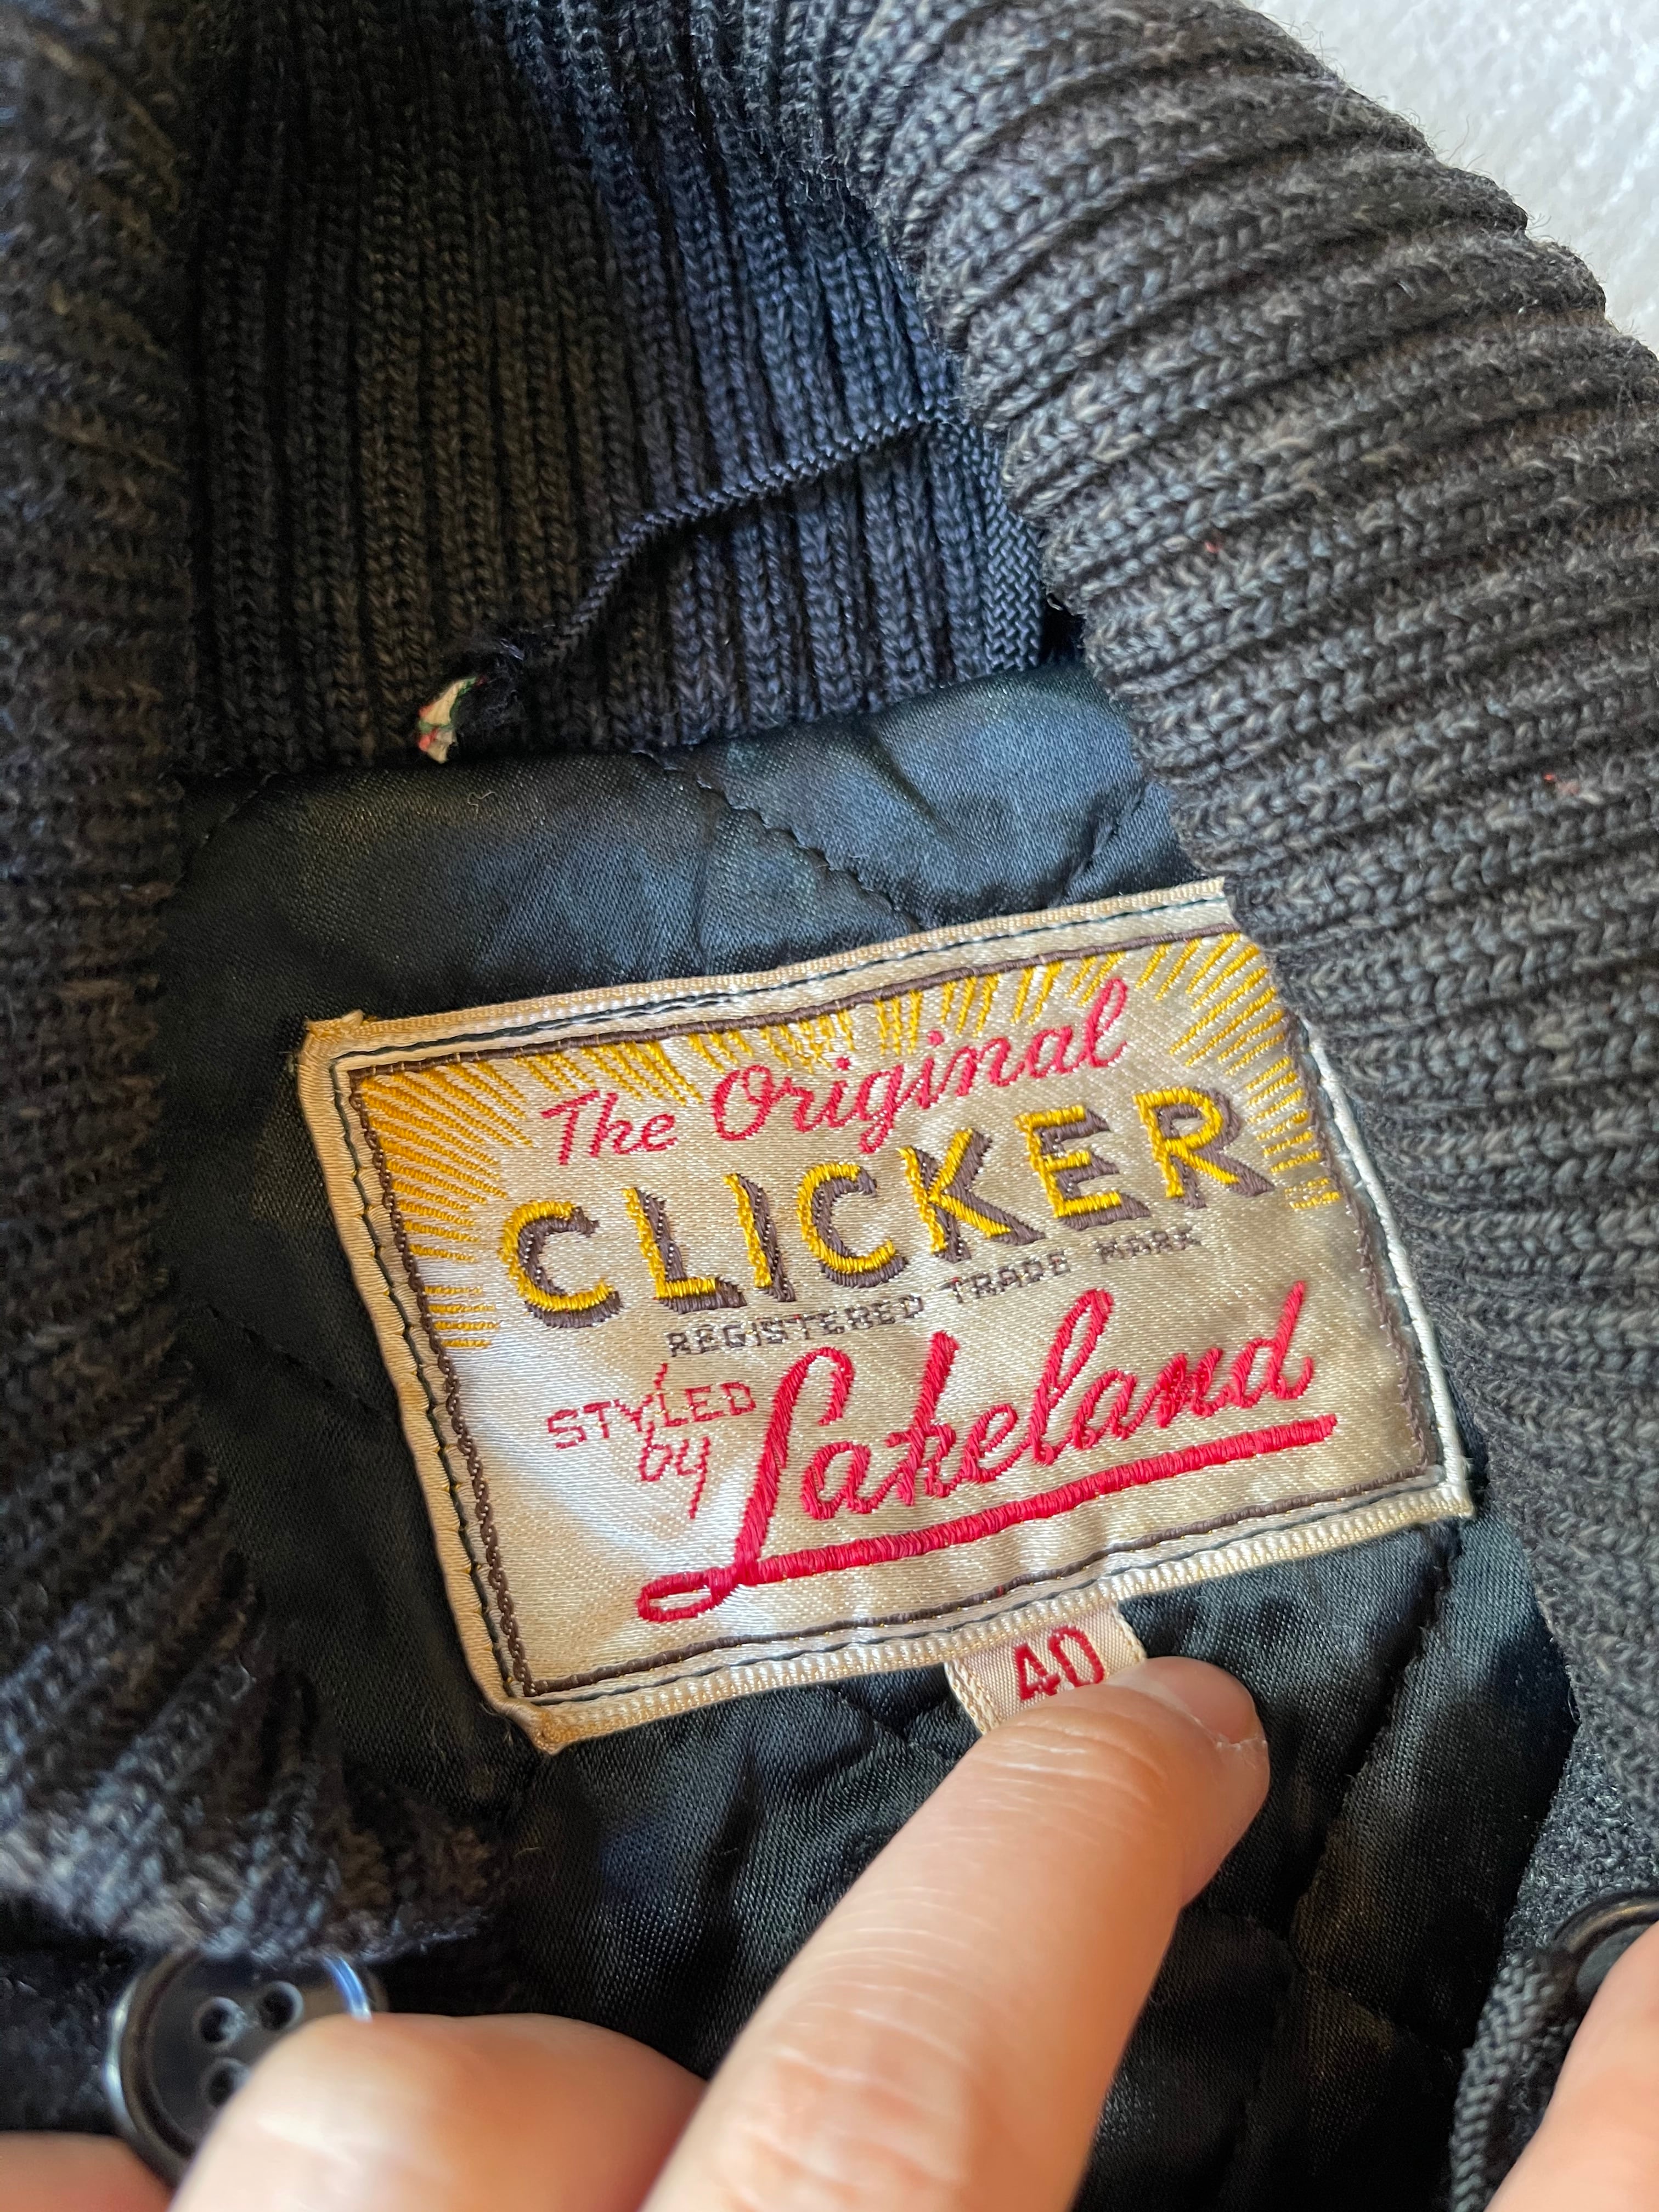 The Original
CLICKER
REGISTERED TRADE MARK
STYLED
by Lakeland
40